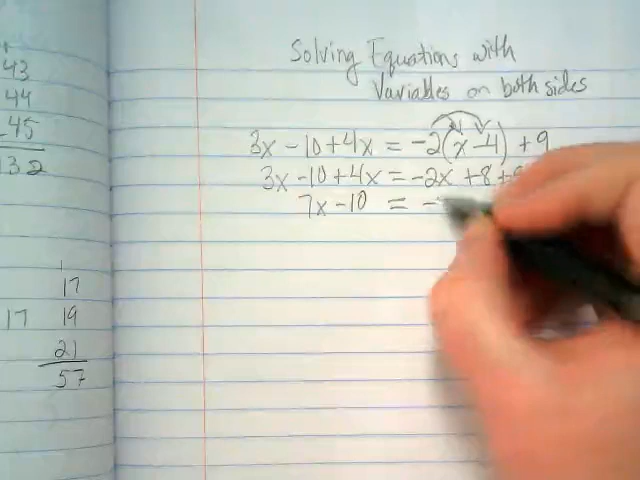 43
44
45
132
17
17 19
21
57
Solving Equations with
Variables on both sides
3x - 10 + 4x = -2(x - 4) + 9
3x - 10 + 4x = -2x + 8 +
7x - 10 = -